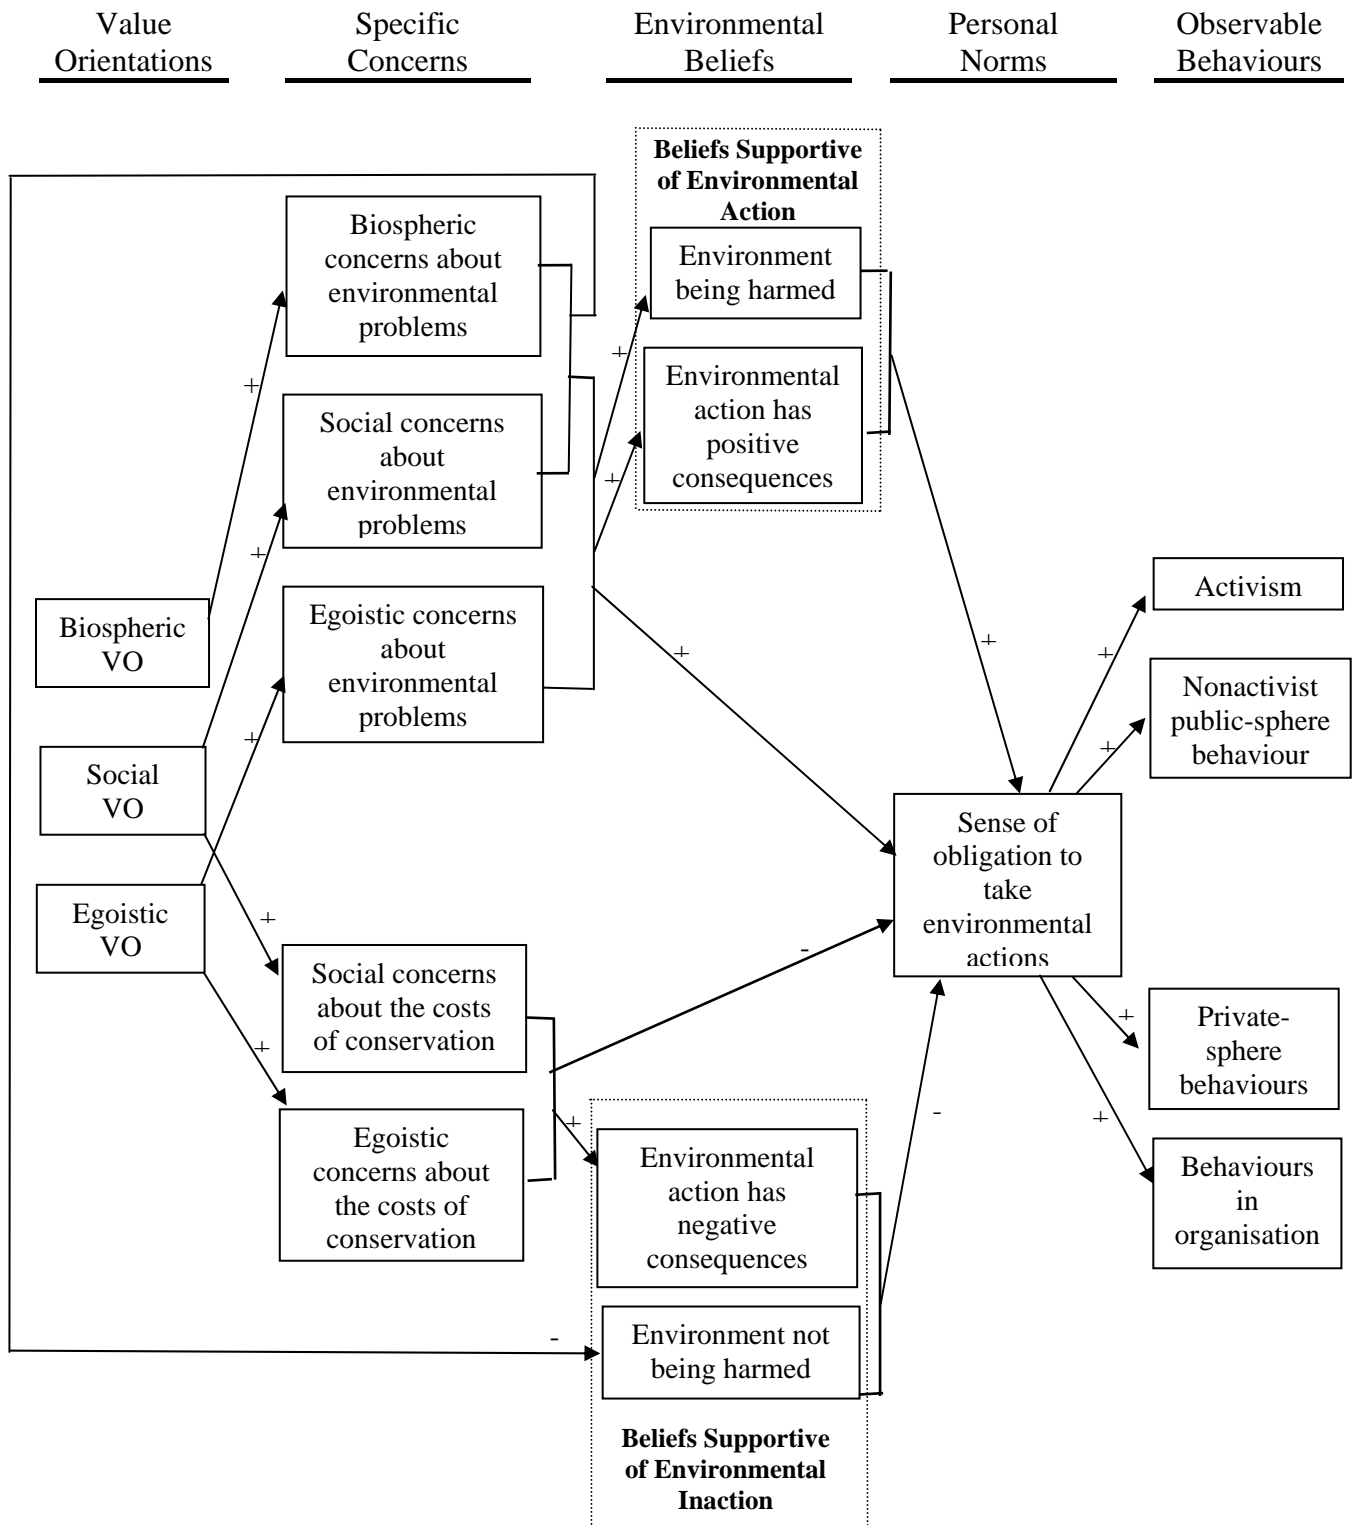 Value
Orientations
Specific
Concerns
Environmental
Beliefs
Personal
Norms
Observable
Behaviours
Beliefs Supportive
of Environmental
Action
Biospheric
concerns about
environmental
problems
Environment
being harmed
+
+
Environmental
action has
positive
consequences
+
Social concerns
about
environmental
problems
+
Biospheric
VO
Egoistic concerns
about
environmental
problems
+
+
+
+
Activism
Nonactivist
public-sphere
behaviour
+
Social
VO
Sense of
obligation to
take
environmental
actions
Egoistic
VO
+
-
Social concerns
about the costs
of conservation
+
+
Private-
sphere
behaviours
Egoistic
concerns about
the costs of
conservation
+
-
+
Environmental
action has
negative
consequences
Behaviours
in
organisation
-
Environment not
being harmed
Beliefs Supportive
of Environmental
Inaction